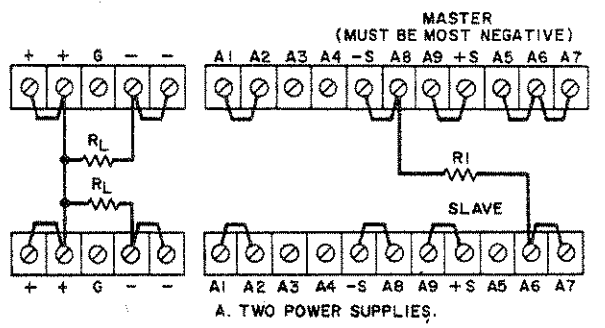 MASTER
(MUST BE MOST NEGATIVE)
+ + G - - A1 A2 A3 A4 -S A8 A9 +S A5 A6 A7
RL
R1
RL
SLAVE
+ + G - - A1 A2 A3 A4 -S A8 A9 +S A5 A6 A7
A. TWO POWER SUPPLIES.